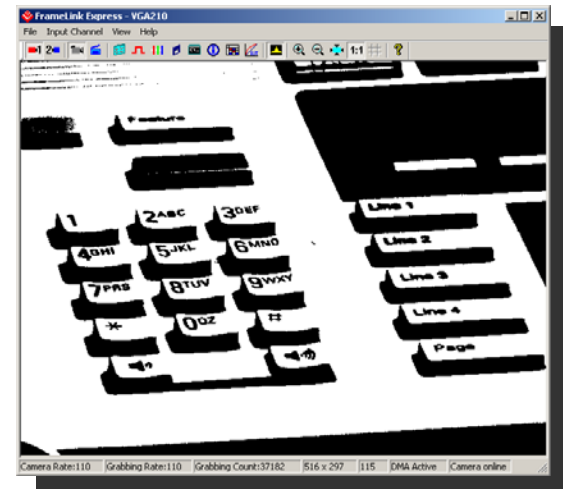 FrameLink Express - VGA210
File Input Channel View Help
1 2 1:1 ?
Feature
1 2ABC 3DEF
Line 1
4GHI 5JKL 6MNO
Line 2
7PRS 8TUV 9WXY
Line 3
* 0QZ #
Line 4
Page
Camera Rate:110 Grabbing Rate:110 Grabbing Count:37182 516 x 297 115 DMA Active Camera online